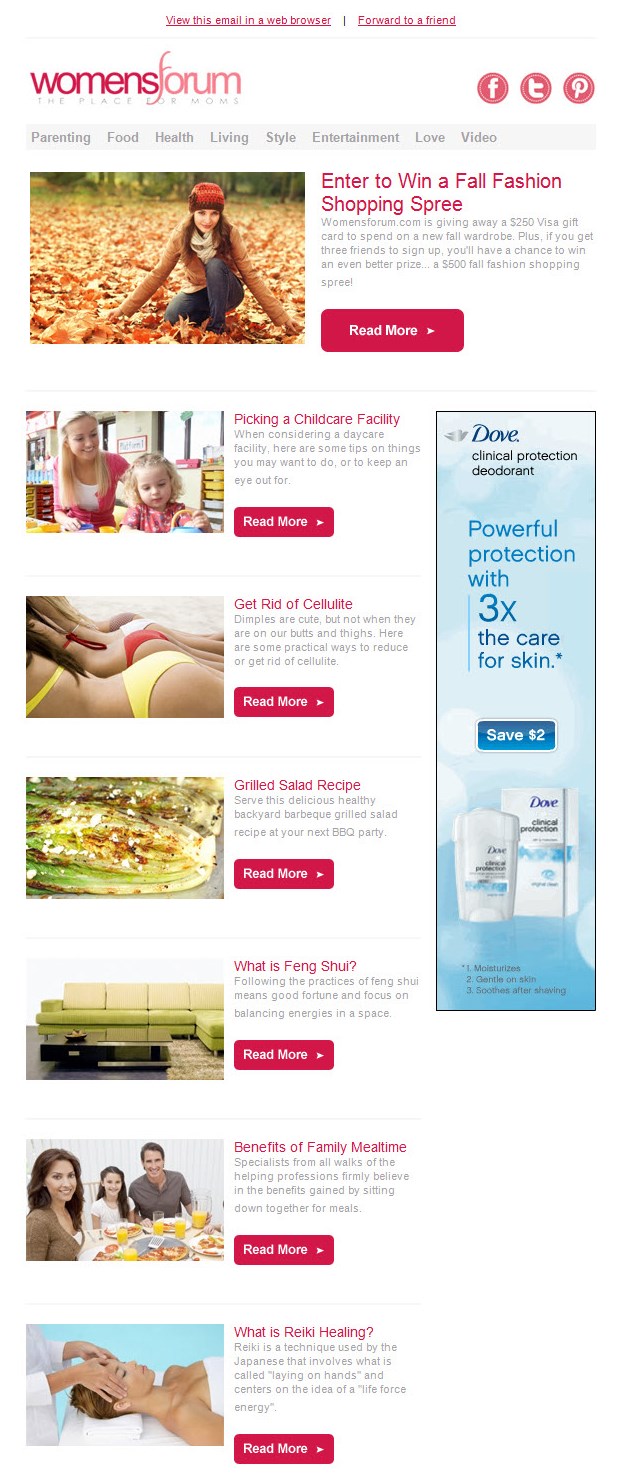 View this email in a web browser | Forward to a friend
womensforum
THE PLACE FOR MOMS
Parenting Food Health Living Style Entertainment Love Video
Enter to Win a Fall Fashion
Shopping Spree
Womensforum.com is giving away a $250 Visa gift
card to spend on a new fall wardrobe. Plus, if you get
three friends to sign up, you'll have a chance to win
an even better prize... a $500 fall fashion shopping
spree!
Read More ➤
Picking a Childcare Facility
When considering a daycare
facility, here are some tips on things
you may want to do, or to keep an
eye out for.
Read More ➤
Get Rid of Cellulite
Dimples are cute, but not when they
are on our butts and thighs. Here
are some practical ways to reduce
or get rid of cellulite.
Read More ➤
Grilled Salad Recipe
Serve this delicious healthy
backyard barbeque grilled salad
recipe at your next BBQ party.
Read More ➤
What is Feng Shui?
Following the practices of feng shui
means good fortune and focus on
balancing energies in a space.
Read More ➤
Benefits of Family Mealtime
Specialists from all walks of the
helping professions firmly believe
in the benefits gained by sitting
down together for meals.
Read More ➤
What is Reiki Healing?
Reiki is a technique used by the
Japanese that involves what is
called "laying on hands" and
centers on the idea of a "life force
energy".
Read More ➤
Dove
clinical protection
deodorant
Powerful
protection
with
3x
the care
for skin.*
Save $2
Dove
clinical
protection
Dove
clinical
protection
* 1. Moisturizes
2. Gentle on skin
3. Soothes after shaving